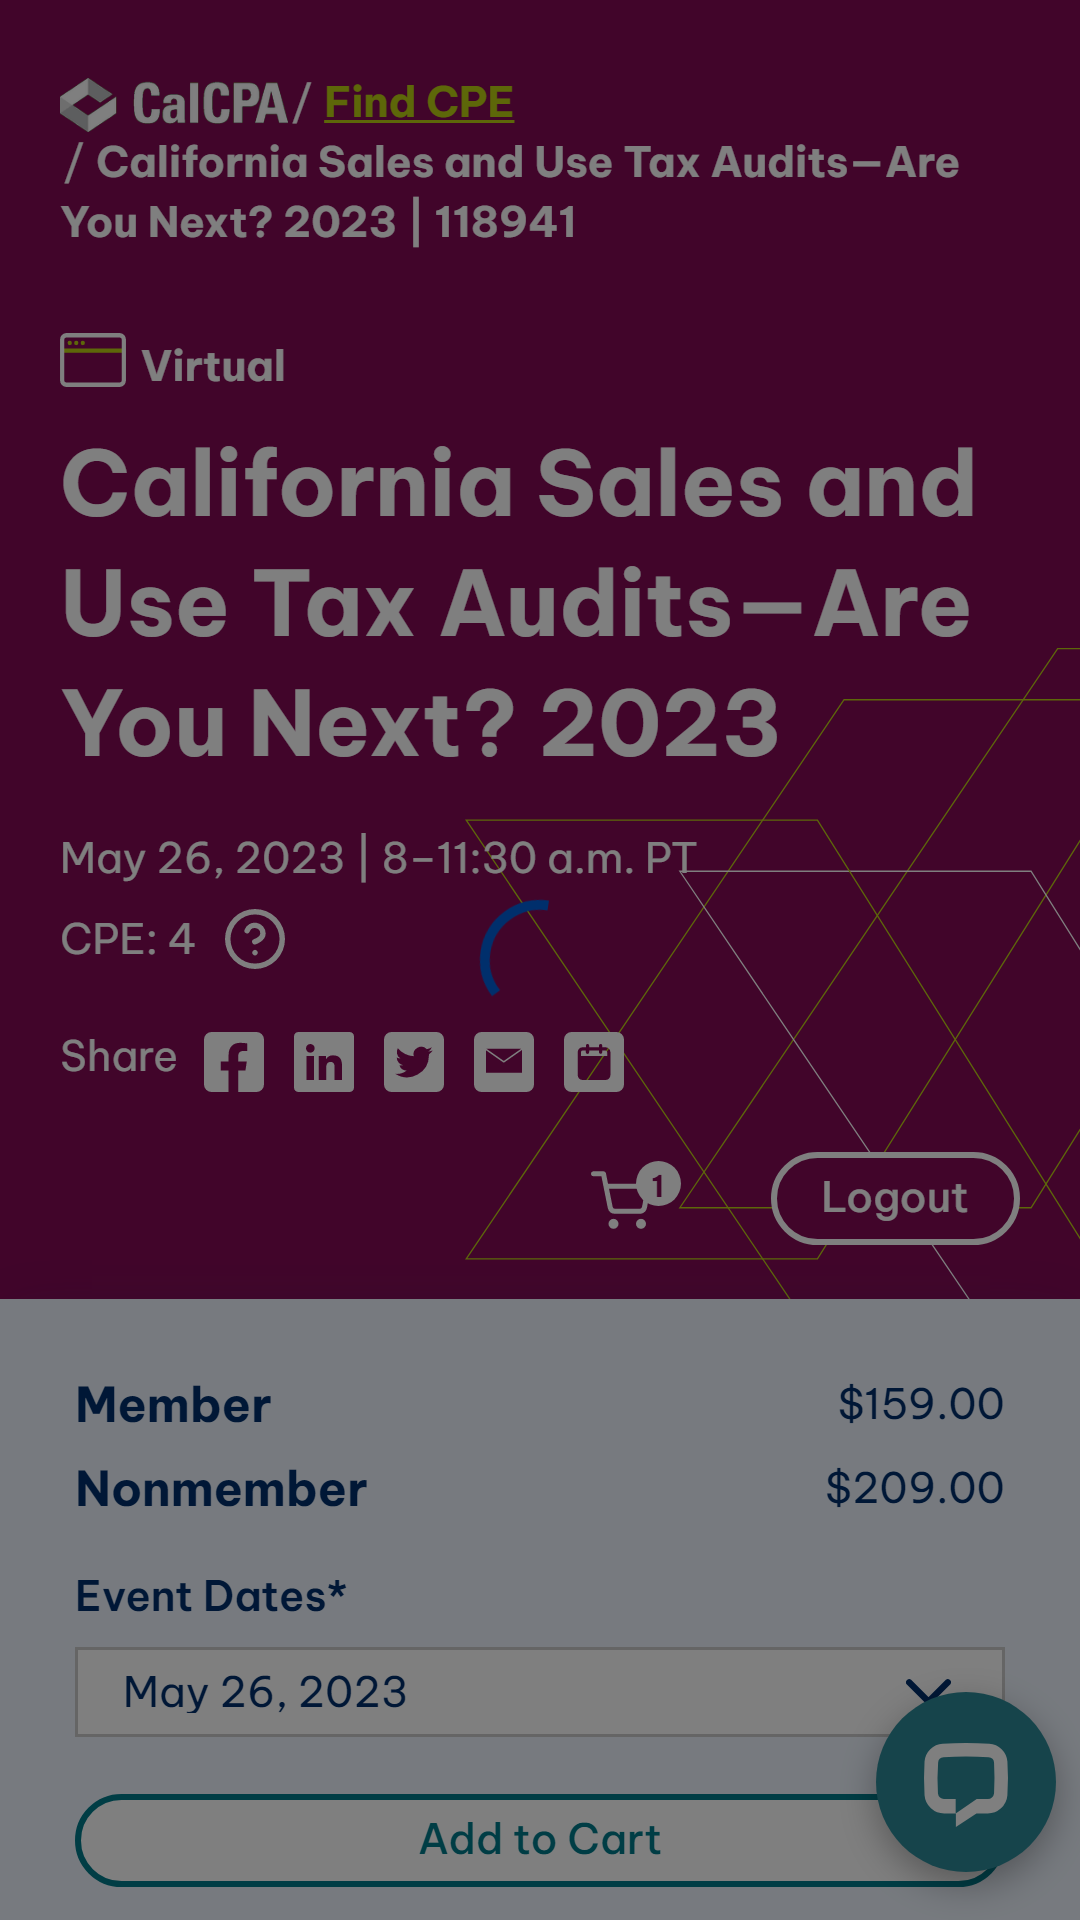 CalCPA / Find CPE
/ California Sales and Use Tax Audits—Are
You Next? 2023 | 118941
Virtual
California Sales and
Use Tax Audits—Are
You Next? 2023
May 26, 2023 | 8–11:30 a.m. PT
CPE: 4 ?
Share
1
Logout
Member $159.00
Nonmember $209.00
Event Dates*
May 26, 2023
Add to Cart